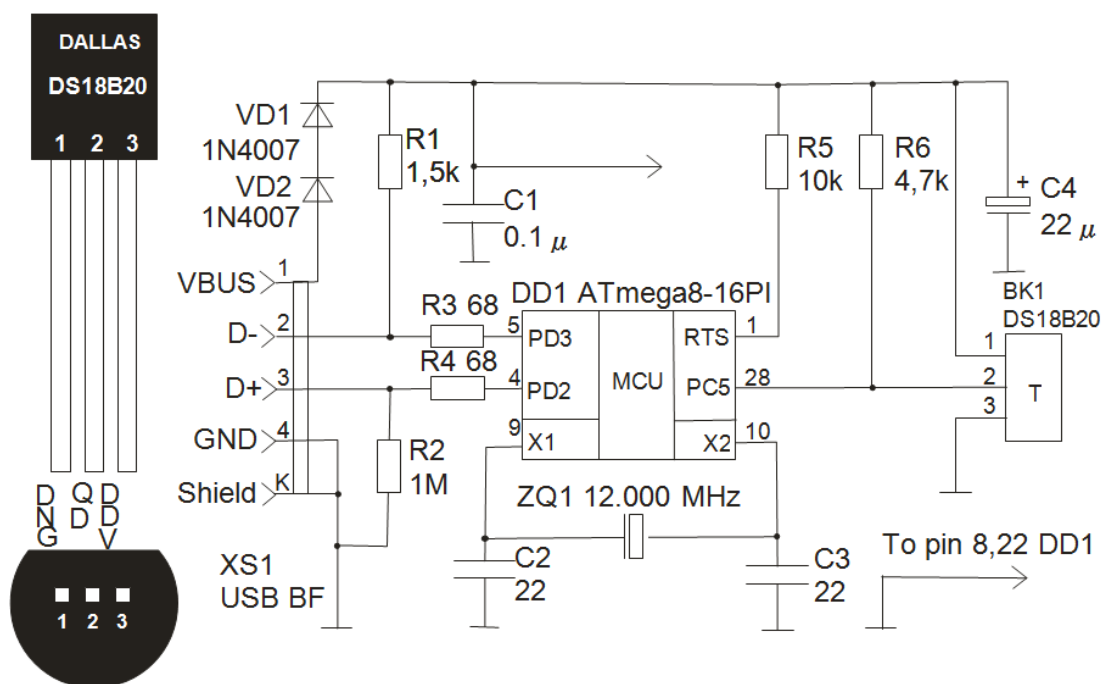 DALLAS
DS18B20
1 2 3
GND
DQ
VDD
1 2 3
VD1
1N4007
VD2
1N4007
R1
1,5k
C1
0.1 μ
R5
10k
R6
4,7k
+
C4
22 μ
VBUS
1
D-
2
D+
3
GND
4
Shield
K
XS1
USB BF
R3 68
R4 68
R2
1M
DD1 ATmega8-16PI
5
PD3
4
PD2
9
X1
MCU
RTS
1
PC5
28
X2
10
BK1
DS18B20
1
2
3
T
ZQ1 12.000 MHz
C2
22
C3
22
To pin 8,22 DD1